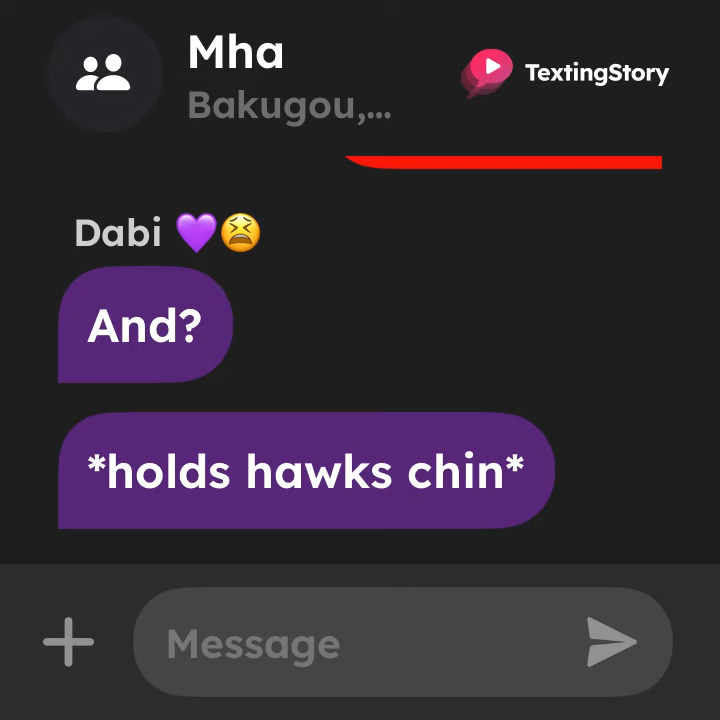 Mha
Bakugou,...
TextingStory
Dabi 💜😫
And?
*holds hawks chin*
Message